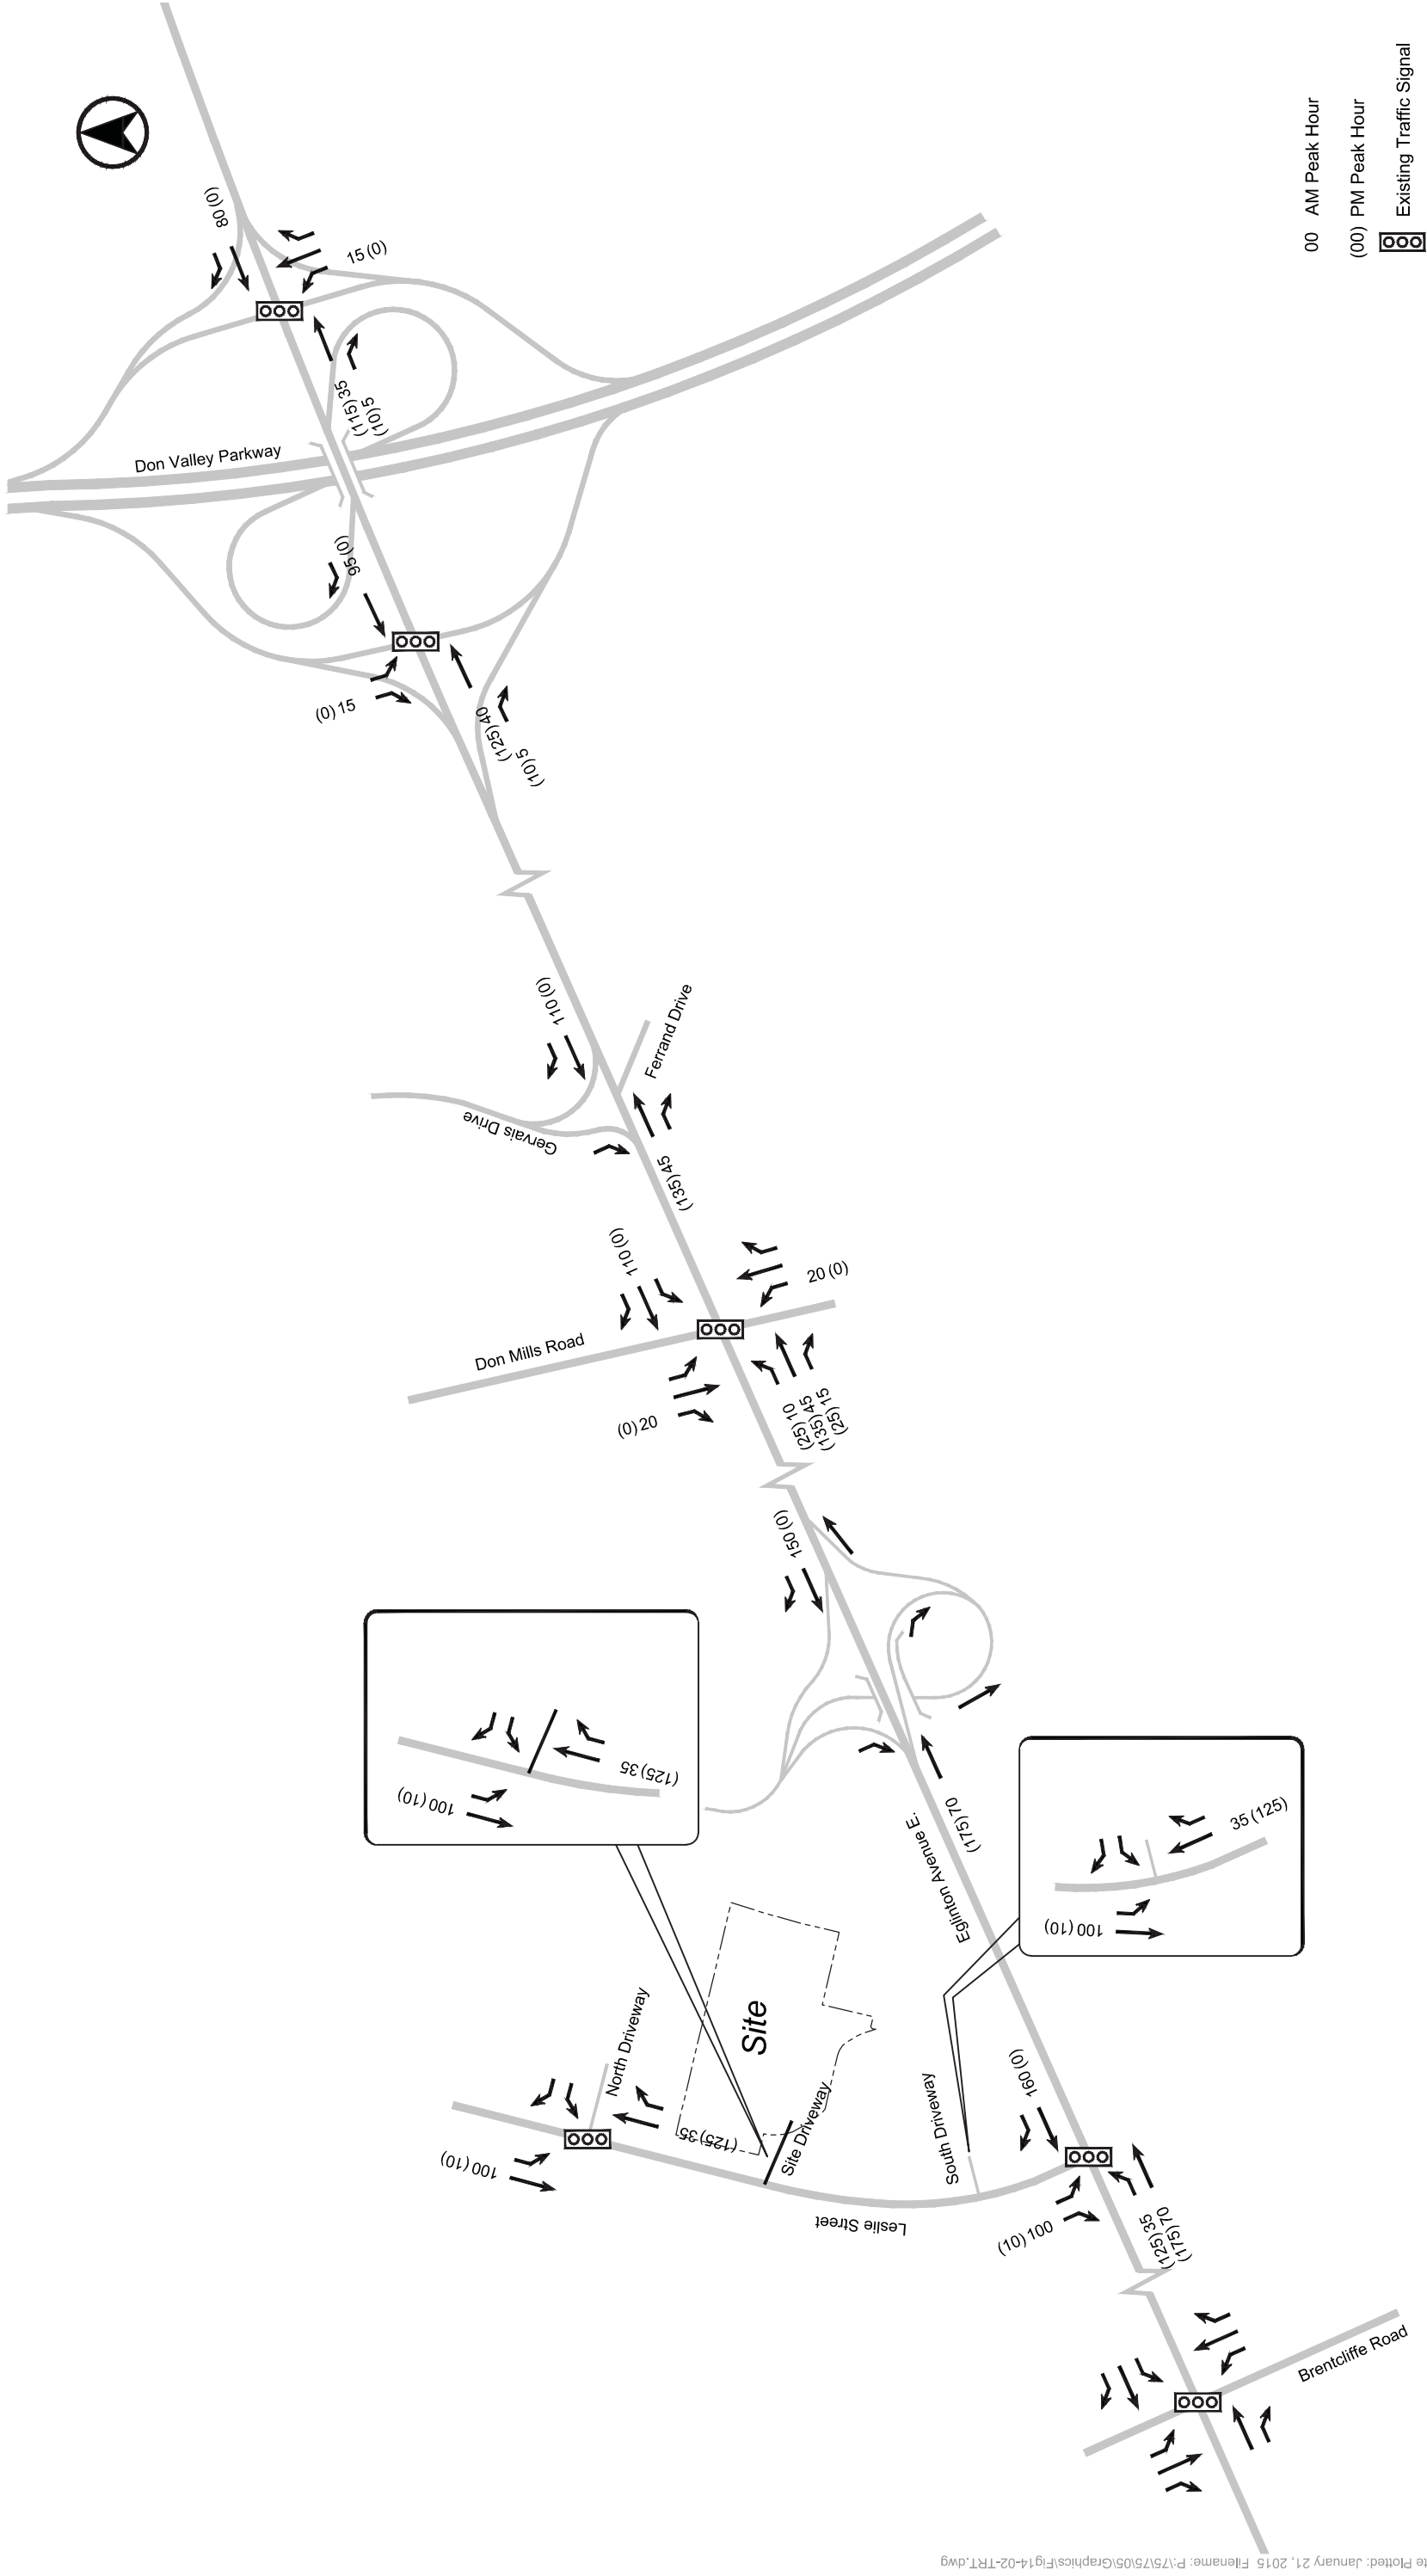 80 (0)
15 (0)
(115) 35
(10) 5
Don Valley Parkway
95 (0)
(0) 15
(125) 40
(10) 5
110 (0)
Ferrand Drive
Gervais Drive
(135) 45
110 (0)
20 (0)
Don Mills Road
(0) 20
(25) 10
(135) 45
(25) 15
150 (0)
100 (10)
(125) 35
(175) 70
Eglinton Avenue E.
35 (125)
100 (10)
Site
North Driveway
(125) 35
100 (10)
Site Driveway
South Driveway
160 (0)
Leslie Street
(10) 100
(125) 35
(175) 70
Brentcliffe Road
00 AM Peak Hour
(00) PM Peak Hour
Existing Traffic Signal
te Plotted: January 21, 2015 Filename: P:\75\75\05\Graphics\Fig14-02-TRT.dwg